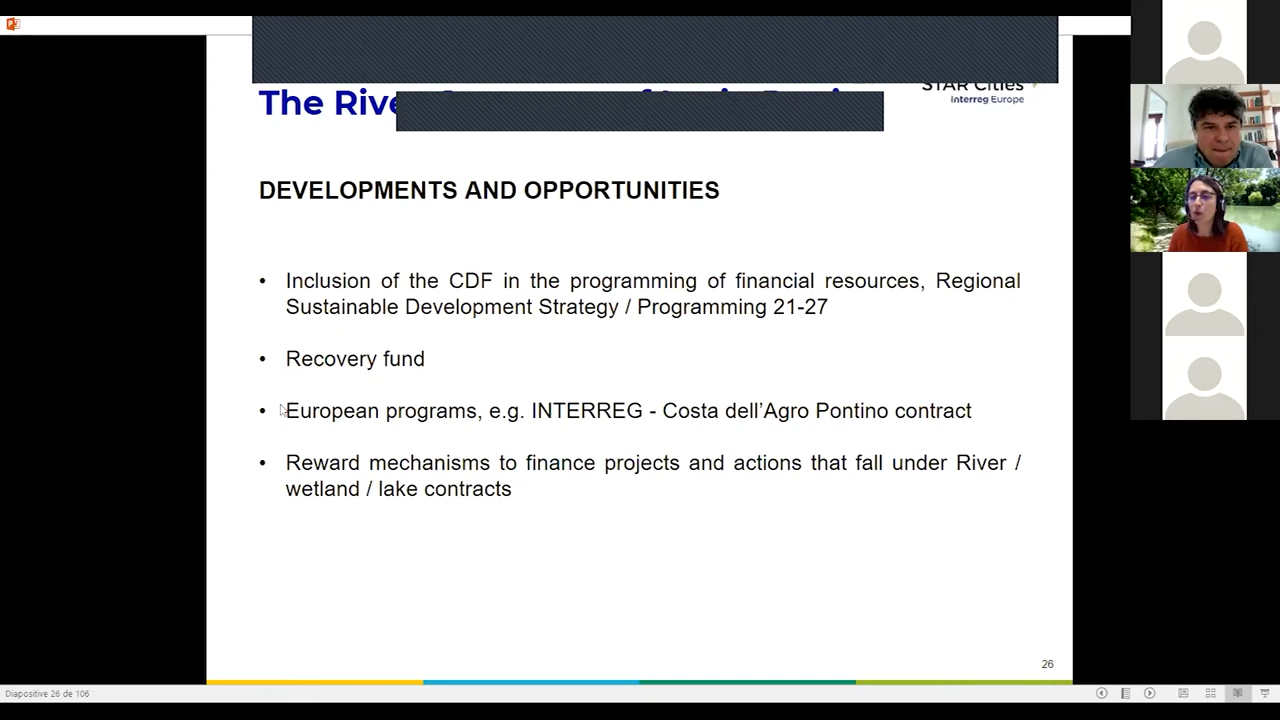 The
STAR Cities
Interreg Europe
DEVELOPMENTS AND OPPORTUNITIES
• Inclusion of the CDF in the programming of financial resources, Regional
Sustainable Development Strategy / Programming 21-27
• Recovery fund
• European programs, e.g. INTERREG - Costa dell’Agro Pontino contract
• Reward mechanisms to finance projects and actions that fall under River /
wetland / lake contracts
26
Diapositive 26 de 106